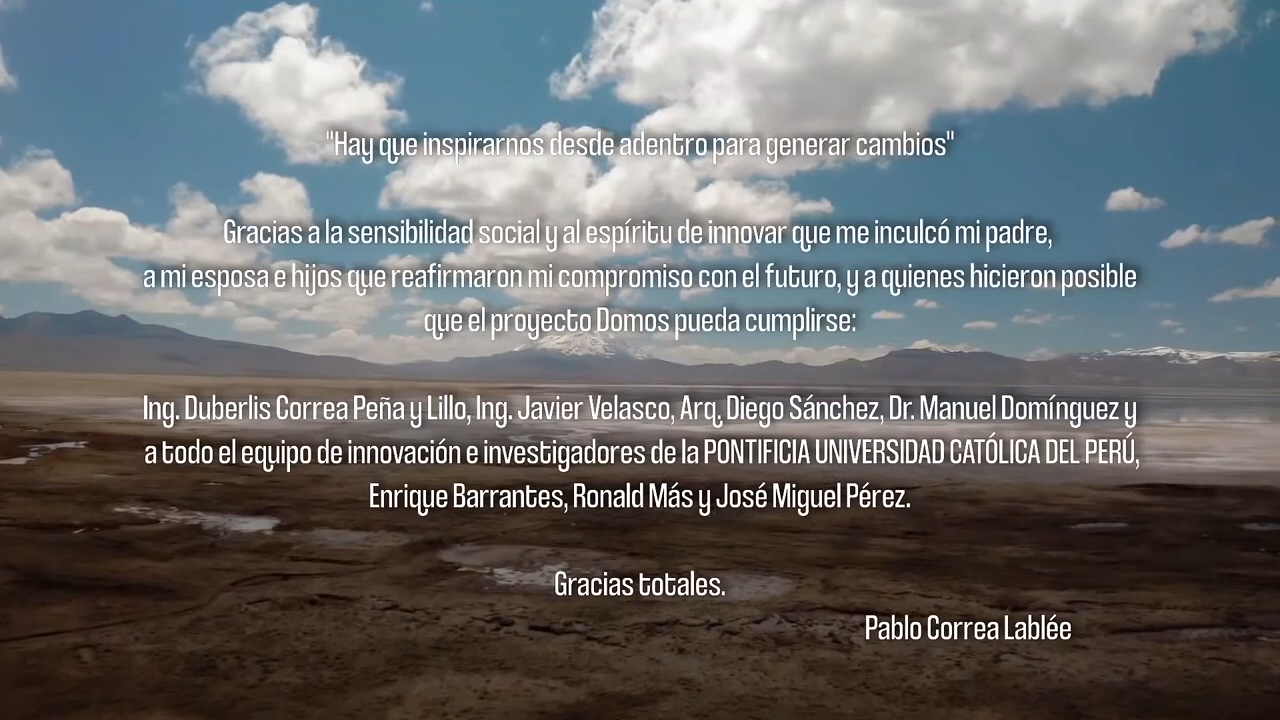 "Hay que inspirarnos desde adentro para generar cambios"
Gracias a la sensibilidad social y al espíritu de innovar que me inculcó mi padre,
a mi esposa e hijos que reafirmaron mi compromiso con el futuro, y a quienes hicieron posible
que el proyecto Domos pueda cumplirse:
Ing. Duberlis Correa Peña y Lillo, Ing. Javier Velasco, Arq. Diego Sánchez, Dr. Manuel Domínguez y
a todo el equipo de innovación e investigadores de la PONTIFICIA UNIVERSIDAD CATÓLICA DEL PERÚ,
Enrique Barrantes, Ronald Más y José Miguel Pérez.
Gracias totales.
Pablo Correa Lablée